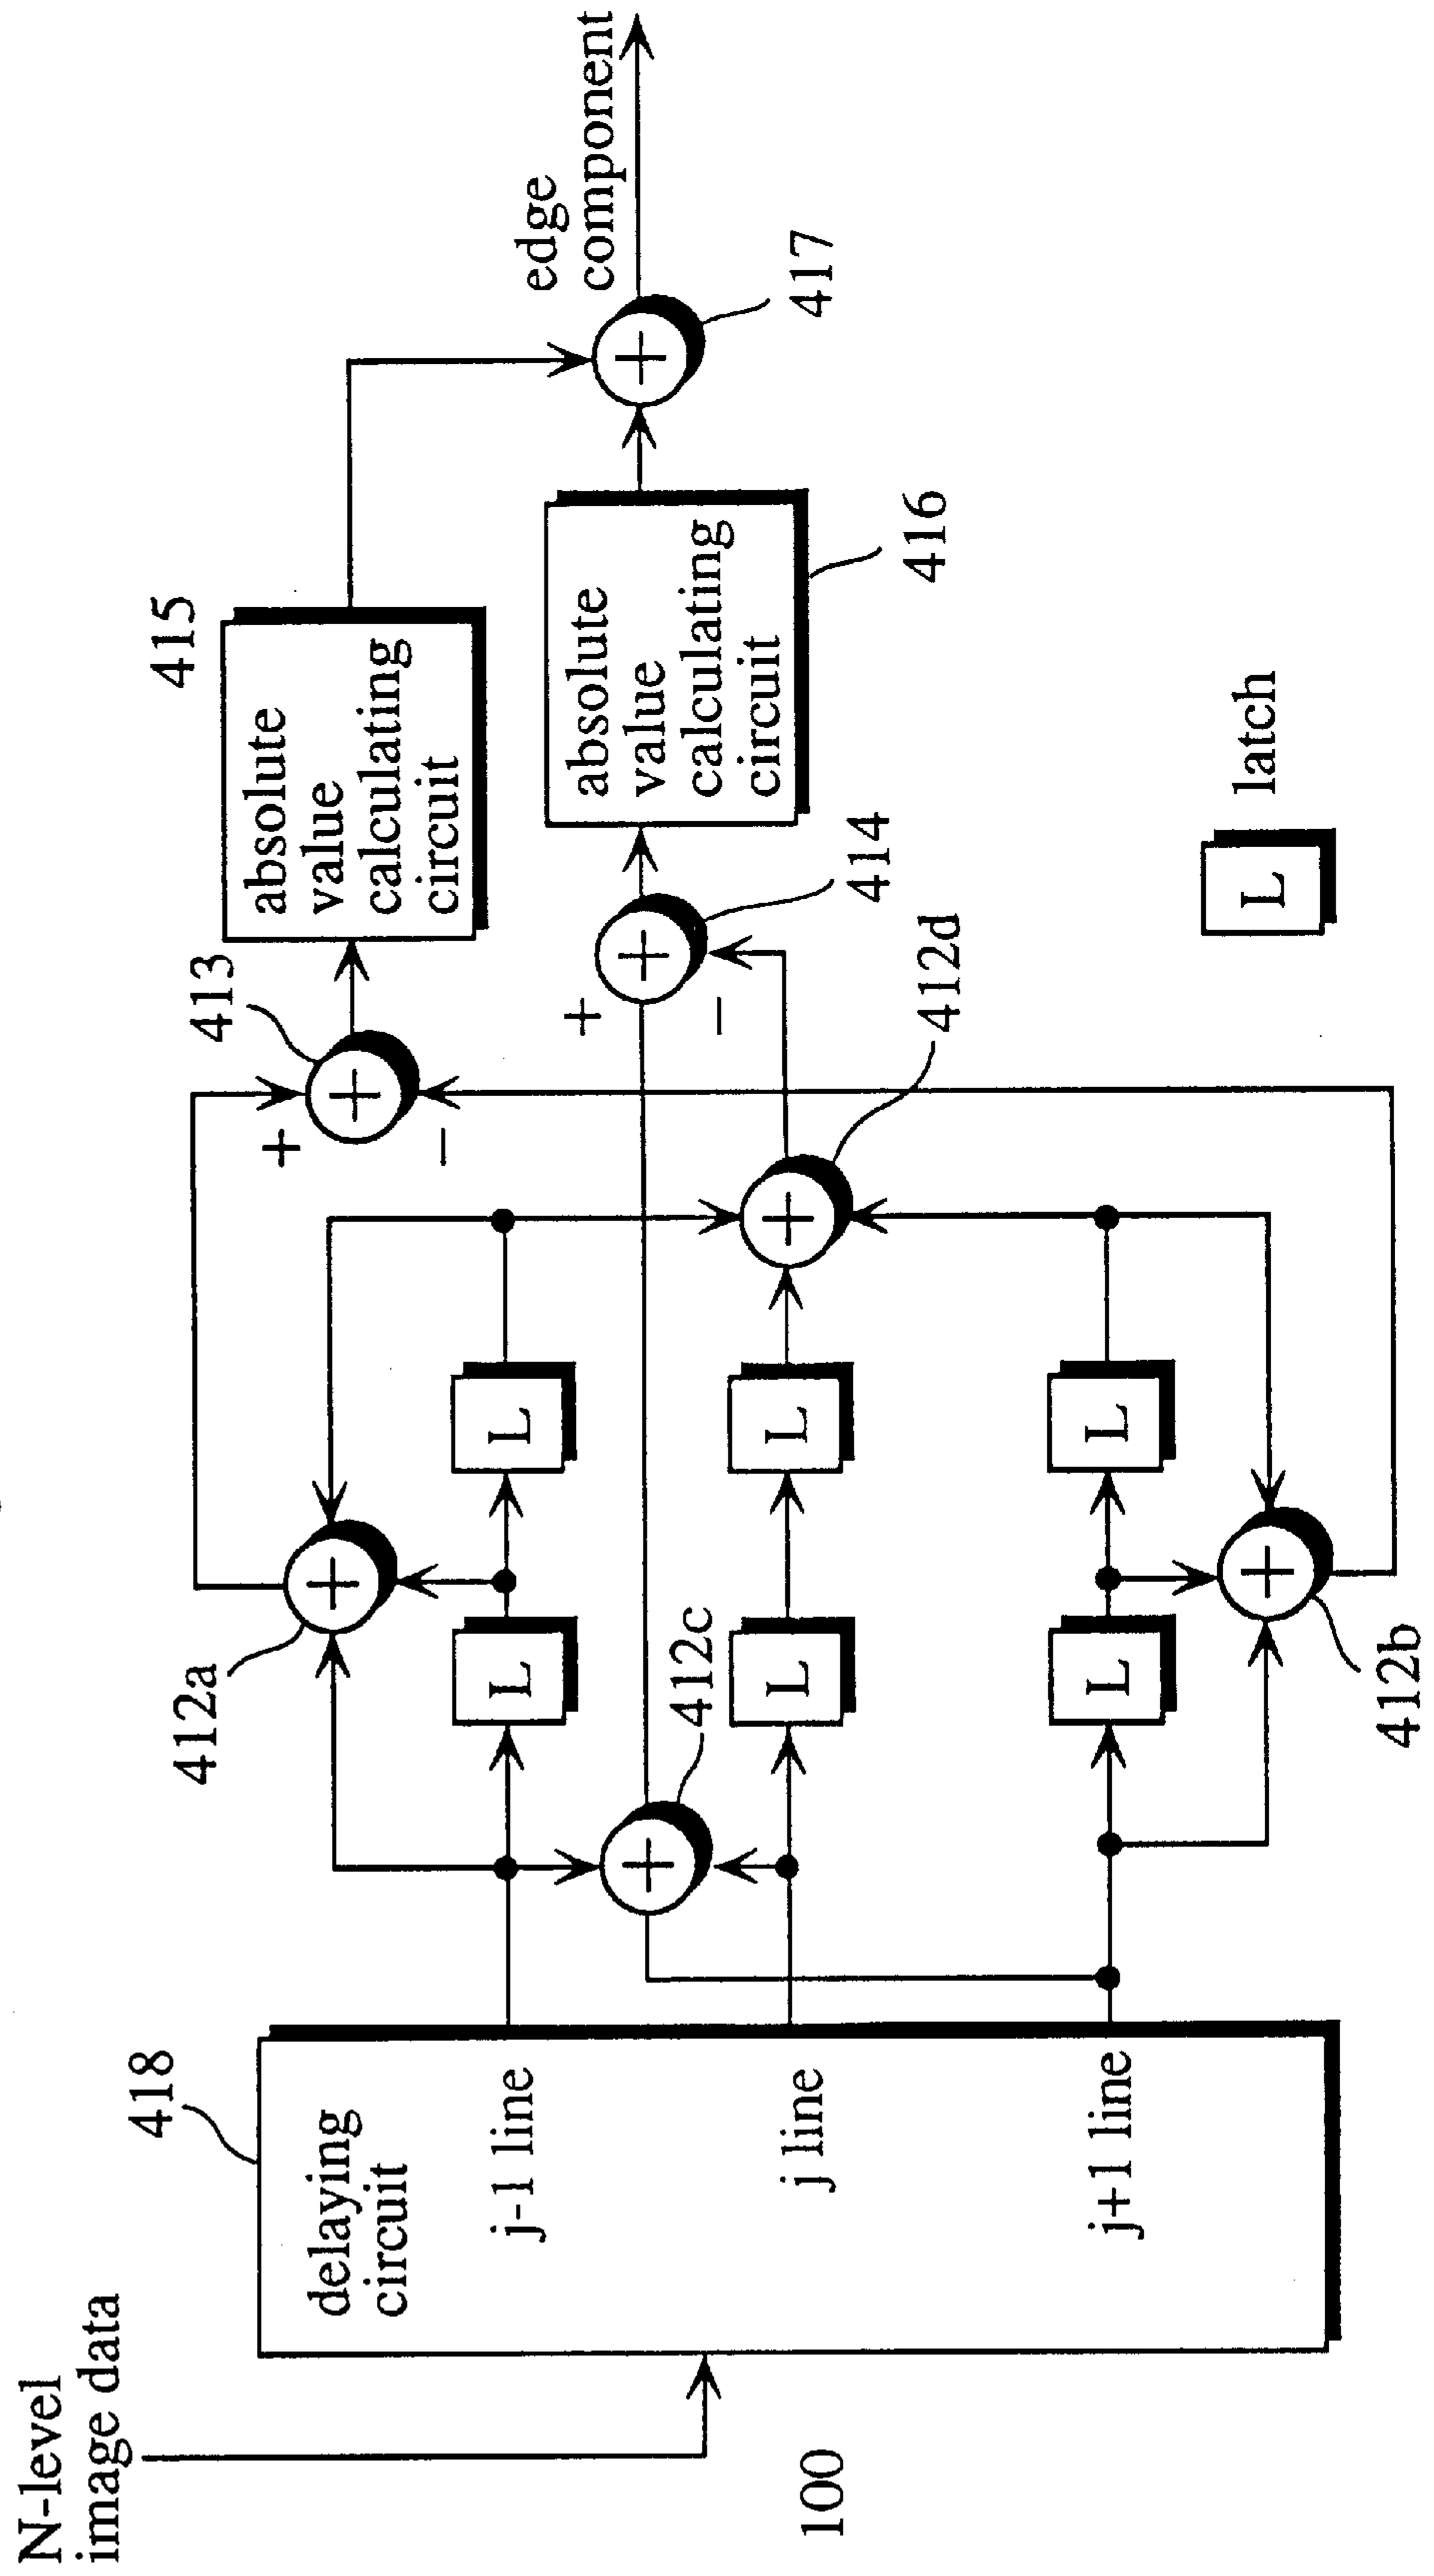 N-level
image data
100
418
delaying
circuit
j-1 line
j line
j+1 line
412a
412c
412b
L
L
L
L
L
L
+
+
+
+
412d
413
+
+
−
414
+
+
−
415
absolute
value
calculating
circuit
416
absolute
value
calculating
circuit
417
+
edge
component
L
latch